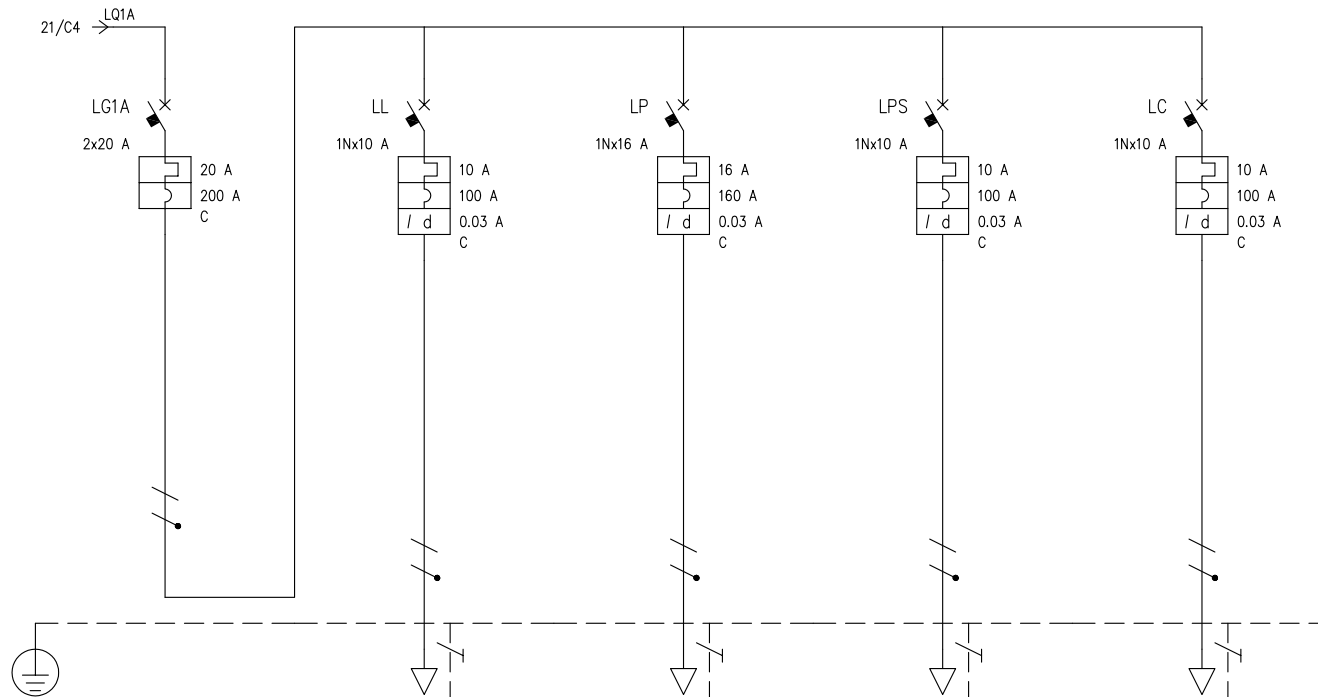 LQ1A
21/C4
LG1A
2x20 A
20 A
200 A
C
LL
1Nx10 A
10 A
100 A
I d
0.03 A
C
LP
1Nx16 A
16 A
160 A
I d
0.03 A
C
LPS
1Nx10 A
10 A
100 A
I d
0.03 A
C
LC
1Nx10 A
10 A
100 A
I d
0.03 A
C